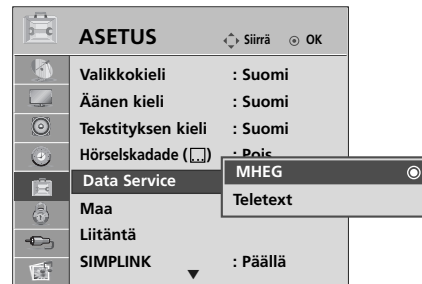 ASETUS Siirrä OK
Valikkokieli : Suomi
Äänen kieli : Suomi
Tekstityksen kieli : Suomi
Hörselskadade ( ) : Pois
Data Service MHEG
Teletext
Maa
Liitäntä
SIMPLINK : Päällä